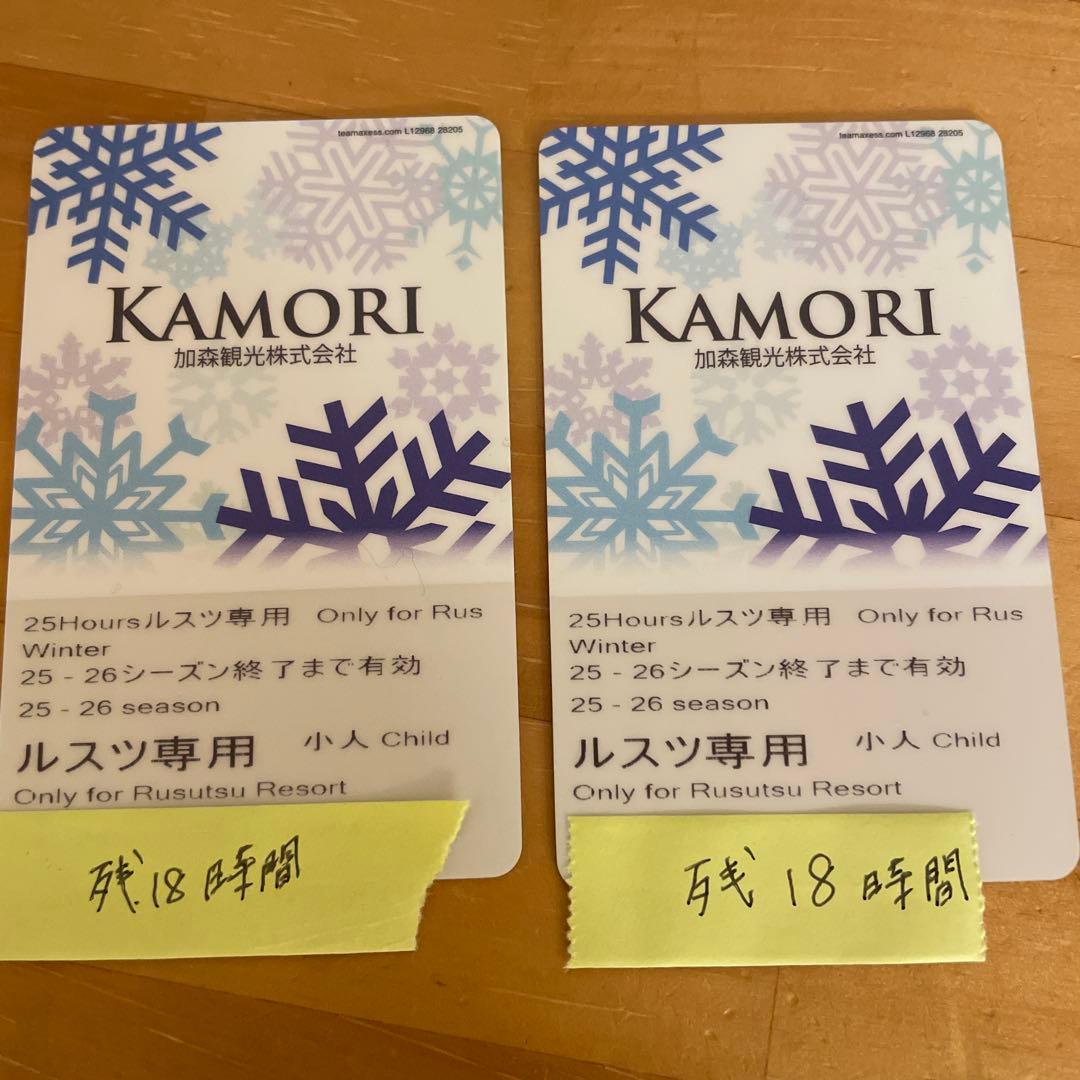 teamaxess.com L12968 28205
KAMORI
加森観光株式会社
25Hoursルスツ専用 Only for Rus
Winter
25 - 26シーズン終了まで有効
25 - 26 season
ルスツ専用 小人 Child
Only for Rusutsu Resort
残.18時間
teamaxess.com L12968 28205
KAMORI
加森観光株式会社
25Hoursルスツ専用 Only for Rus
Winter
25 - 26シーズン終了まで有効
25 - 26 season
ルスツ専用 小人 Child
Only for Rusutsu Resort
残 18時間